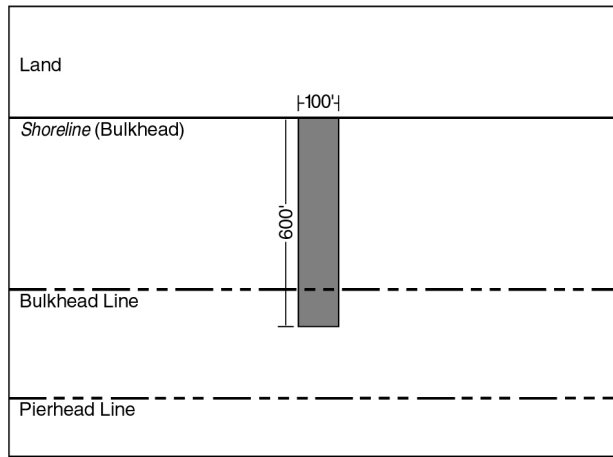 Land
100'
Shoreline (Bulkhead)
600'
Bulkhead Line
Pierhead Line